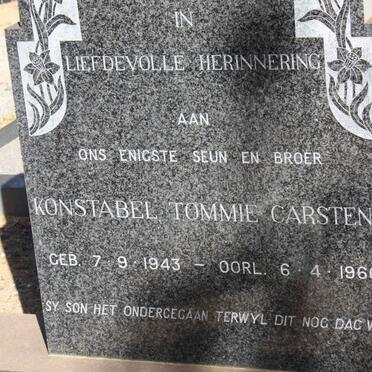 IN
LIEFDEVOLLE HERINNERING
AAN
ONS ENIGSTE SEUN EN BROER
KONSTABEL TOMMIE CARSTEN
GEB. 7·9·1943 – OORL. 6·4·196
SY SON HET ONDERGEGAAN TERWYL DIT NOG DAG W